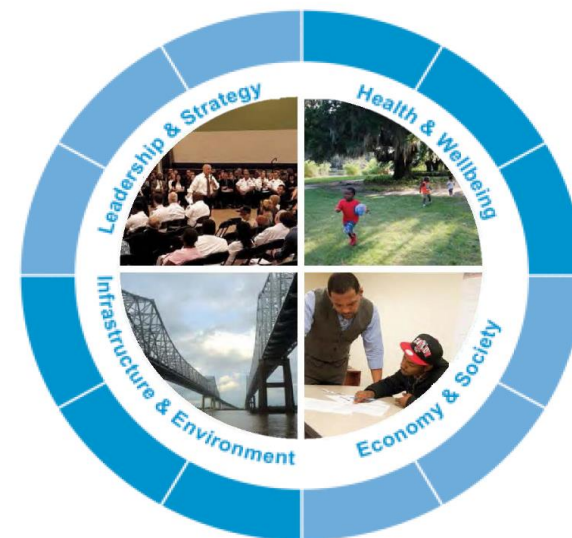 Leadership & Strategy
Health & Wellbeing
Infrastructure & Environment
Economy & Society